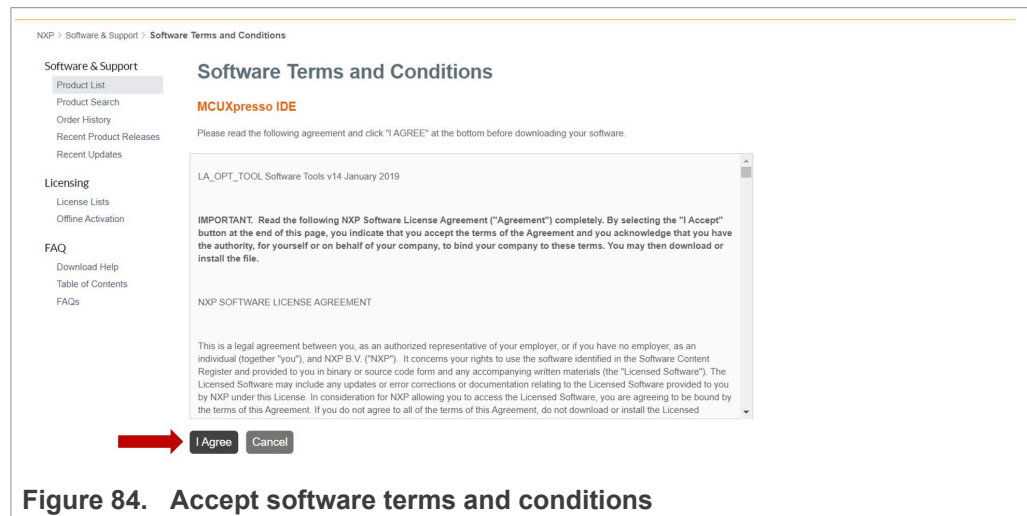 NXP > Software & Support > Software Terms and Conditions
Software & Support
Product List
Product Search
Order History
Recent Product Releases
Recent Updates
Licensing
License Lists
Offline Activation
FAQ
Download Help
Table of Contents
FAQs
Software Terms and Conditions
MCUXpresso IDE
Please read the following agreement and click "I AGREE" at the bottom before downloading your software.
LA_OPT_TOOL Software Tools v14 January 2019
IMPORTANT. Read the following NXP Software License Agreement ("Agreement") completely. By selecting the "I Accept"
button at the end of this page, you indicate that you accept the terms of the Agreement and you acknowledge that you have
the authority, for yourself or on behalf of your company, to bind your company to these terms. You may then download or
install the file.
NXP SOFTWARE LICENSE AGREEMENT
This is a legal agreement between you, as an authorized representative of your employer, or if you have no employer, as an
individual (together "you"), and NXP B.V. ("NXP"). It concerns your rights to use the software identified in the Software Content
Register and provided to you in binary or source code form and any accompanying written materials (the "Licensed Software"). The
Licensed Software may include any updates or error corrections or documentation relating to the Licensed Software provided to you
by NXP under this License. In consideration for NXP allowing you to access the Licensed Software, you are agreeing to be bound by
the terms of this Agreement. If you do not agree to all of the terms of this Agreement, do not download or install the Licensed
I Agree Cancel
Figure 84. Accept software terms and conditions